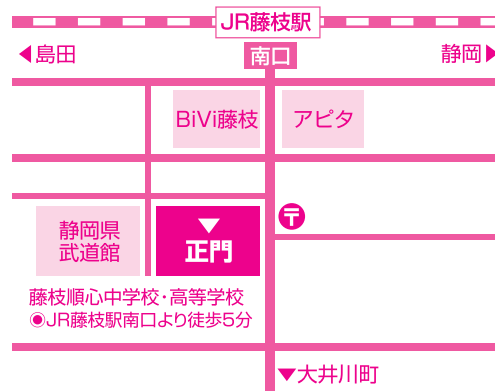 JR藤枝駅
◀島田
南口
静岡▶
BiVi藤枝
アピタ
〒
静岡県
武道館
▼
正門
藤枝順心中学校・高等学校
◉JR藤枝駅南口より徒歩5分
▼大井川町